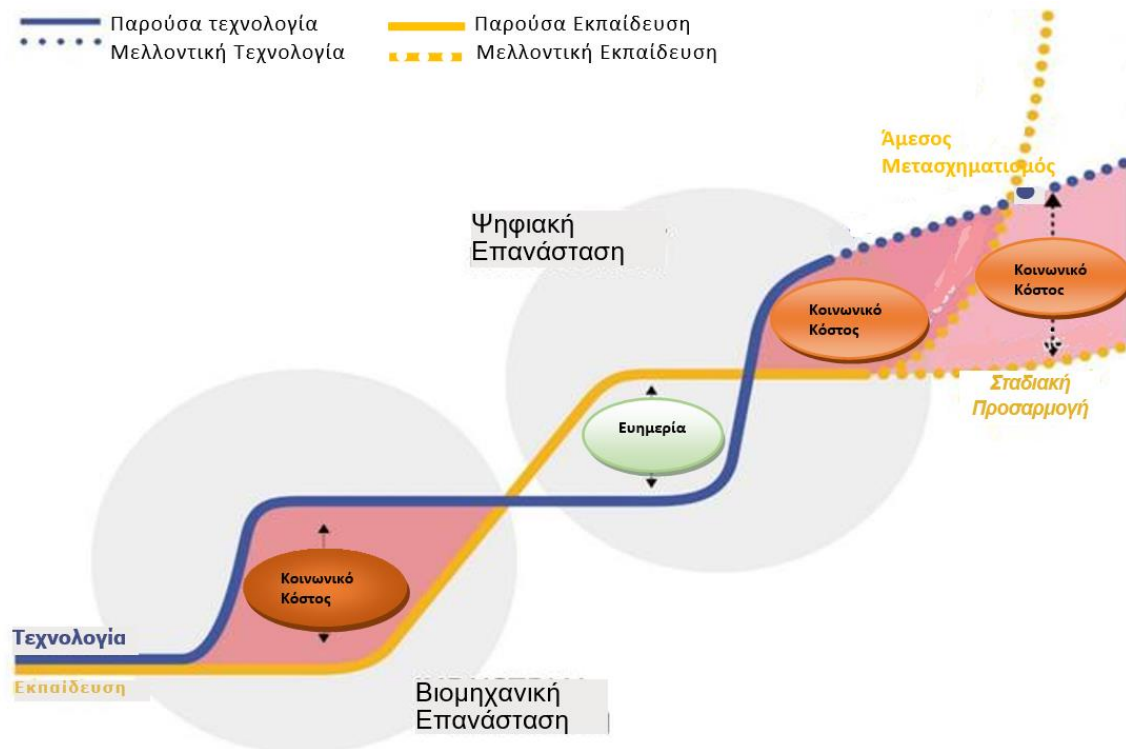 Παρούσα τεχνολογία
Μελλοντική Τεχνολογία
Παρούσα Εκπαίδευση
Μελλοντική Εκπαίδευση
Άμεσος
Μετασχηματισμός
Ψηφιακή
Επανάσταση
Κοινωνικό
Κόστος
Κοινωνικό
Κόστος
Σταδιακή
Προσαρμογή
Ευημερία
Κοινωνικό
Κόστος
Τεχνολογία
Εκπαίδευση
Βιομηχανική
Επανάσταση